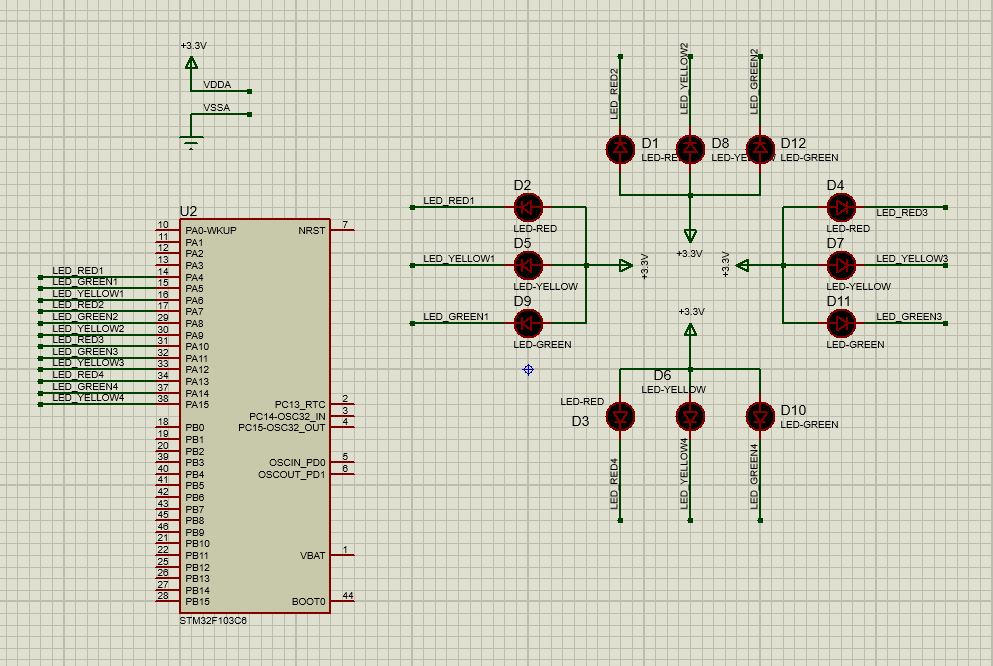 +3.3V
VDDA
VSSA
U2
10 PA0-WKUP NRST 7
11 PA1
12 PA2
13 PA3
LED_RED1 14 PA4
LED_GREEN1 15 PA5
LED_YELLOW1 16 PA6
LED_RED2 17 PA7
LED_GREEN2 29 PA8
LED_YELLOW2 30 PA9
LED_RED3 31 PA10
LED_GREEN3 32 PA11
LED_YELLOW3 33 PA12
LED_RED4 34 PA13
LED_GREEN4 37 PA14
LED_YELLOW4 38 PA15
PC13_RTC 2
PC14-OSC32_IN 3
PC15-OSC32_OUT 4
18 PB0
19 PB1
20 PB2
39 PB3 OSCIN_PD0 5
40 PB4 OSCOUT_PD1 6
41 PB5
42 PB6
43 PB7
45 PB8
46 PB9
21 PB10
22 PB11 VBAT 1
25 PB12
26 PB13
27 PB14
28 PB15 BOOT0 44
STM32F103C6
LED_RED2
LED_YELLOW2
LED_GREEN2
D1
LED-RE
D8
LED-YE
D12
LED-GREEN
+3.3V
LED_RED1
D2
LED-RED
LED_YELLOW1
D5
LED-YELLOW
LED_GREEN1
D9
LED-GREEN
+3.3V
+3.3V
D4
LED-RED
LED_RED3
D7
LED-YELLOW
LED_YELLOW3
D11
LED-GREEN
LED_GREEN3
+3.3V
LED-RED
D3
D6
LED-YELLOW
D10
LED-GREEN
LED_RED4
LED_YELLOW4
LED_GREEN4